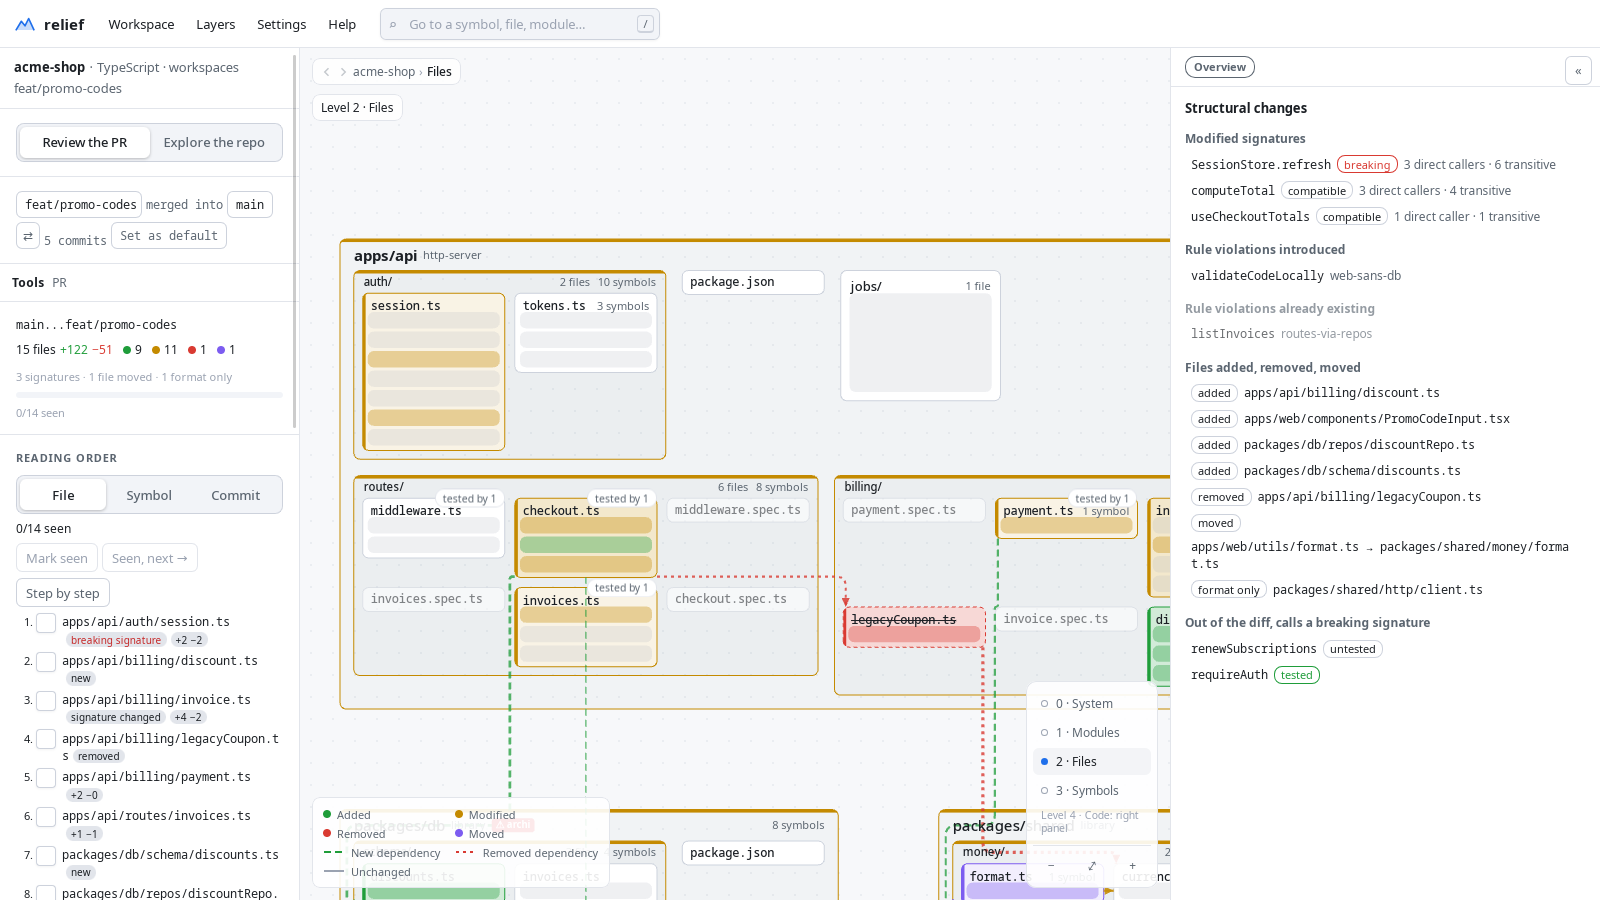 relief Workspace Layers Settings Help Go to a symbol, file, module... /
acme-shop · TypeScript · workspaces
feat/promo-codes
Review the PR Explore the repo
feat/promo-codes merged into main
⇄ 5 commits Set as default
Tools PR
main...feat/promo-codes
15 files +122 −51 9 11 1 1
3 signatures · 1 file moved · 1 format only
0/14 seen
READING ORDER
File Symbol Commit
0/14 seen
Mark seen Seen, next →
Step by step
1. apps/api/auth/session.ts
breaking signature +2 −2
2. apps/api/billing/discount.ts
new
3. apps/api/billing/invoice.ts
signature changed +4 −2
4. apps/api/billing/legacyCoupon.t
s removed
5. apps/api/billing/payment.ts
+2 −0
6. apps/api/routes/invoices.ts
+1 −1
7. packages/db/schema/discounts.ts
new
8. packages/db/repos/discountRepo.
acme-shop › Files
Level 2 · Files
apps/api http-server
auth/ 2 files 10 symbols
session.ts
tokens.ts 3 symbols
package.json
jobs/ 1 file
routes/ 6 files 8 symbols
middleware.ts tested by 1
checkout.ts tested by 1
middleware.spec.ts
invoices.spec.ts
invoices.ts tested by 1
checkout.spec.ts
billing/
payment.spec.ts
payment.ts 1 symbol tested by 1
in
legacyCoupon.ts
invoice.spec.ts
di
0 · System
1 · Modules
2 · Files
3 · Symbols
Level 4 · Code: right
panel
− ⤢ +
Added Modified
Removed Moved
New dependency Removed dependency
Unchanged
packages/db archi 8 symbols
symbols
package.json
discounts.ts
invoices.ts
packages/shared library
money/ 2
format.ts 1 symbol
currenc
Overview «
Structural changes
Modified signatures
SessionStore.refresh breaking 3 direct callers · 6 transitive
computeTotal compatible 3 direct callers · 4 transitive
useCheckoutTotals compatible 1 direct caller · 1 transitive
Rule violations introduced
validateCodeLocally web-sans-db
Rule violations already existing
listInvoices routes-via-repos
Files added, removed, moved
added apps/api/billing/discount.ts
added apps/web/components/PromoCodeInput.tsx
added packages/db/repos/discountRepo.ts
added packages/db/schema/discounts.ts
removed apps/api/billing/legacyCoupon.ts
moved
apps/web/utils/format.ts → packages/shared/money/forma
t.ts
format only packages/shared/http/client.ts
Out of the diff, calls a breaking signature
renewSubscriptions untested
requireAuth tested